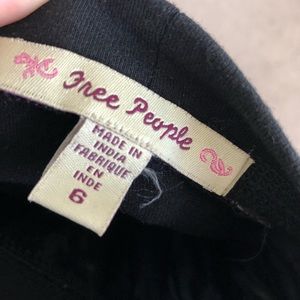 Free People
MADE IN
INDIA
FABRIQUE
EN
INDE
6